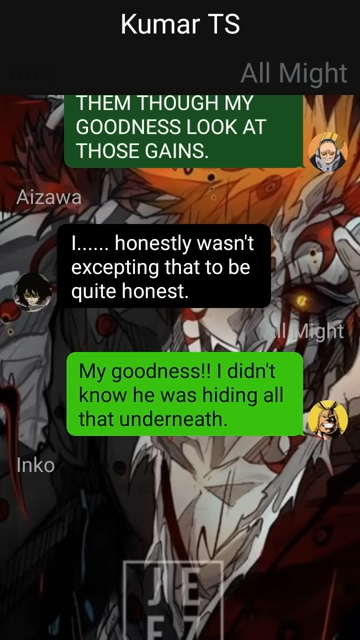 Kumar TS
All Might
THEM THOUGH MY
GOODNESS LOOK AT
THOSE GAINS.
Aizawa
I...... honestly wasn't
excepting that to be
quite honest.
All Might
My goodness!! I didn't
know he was hiding all
that underneath.
Inko
JE